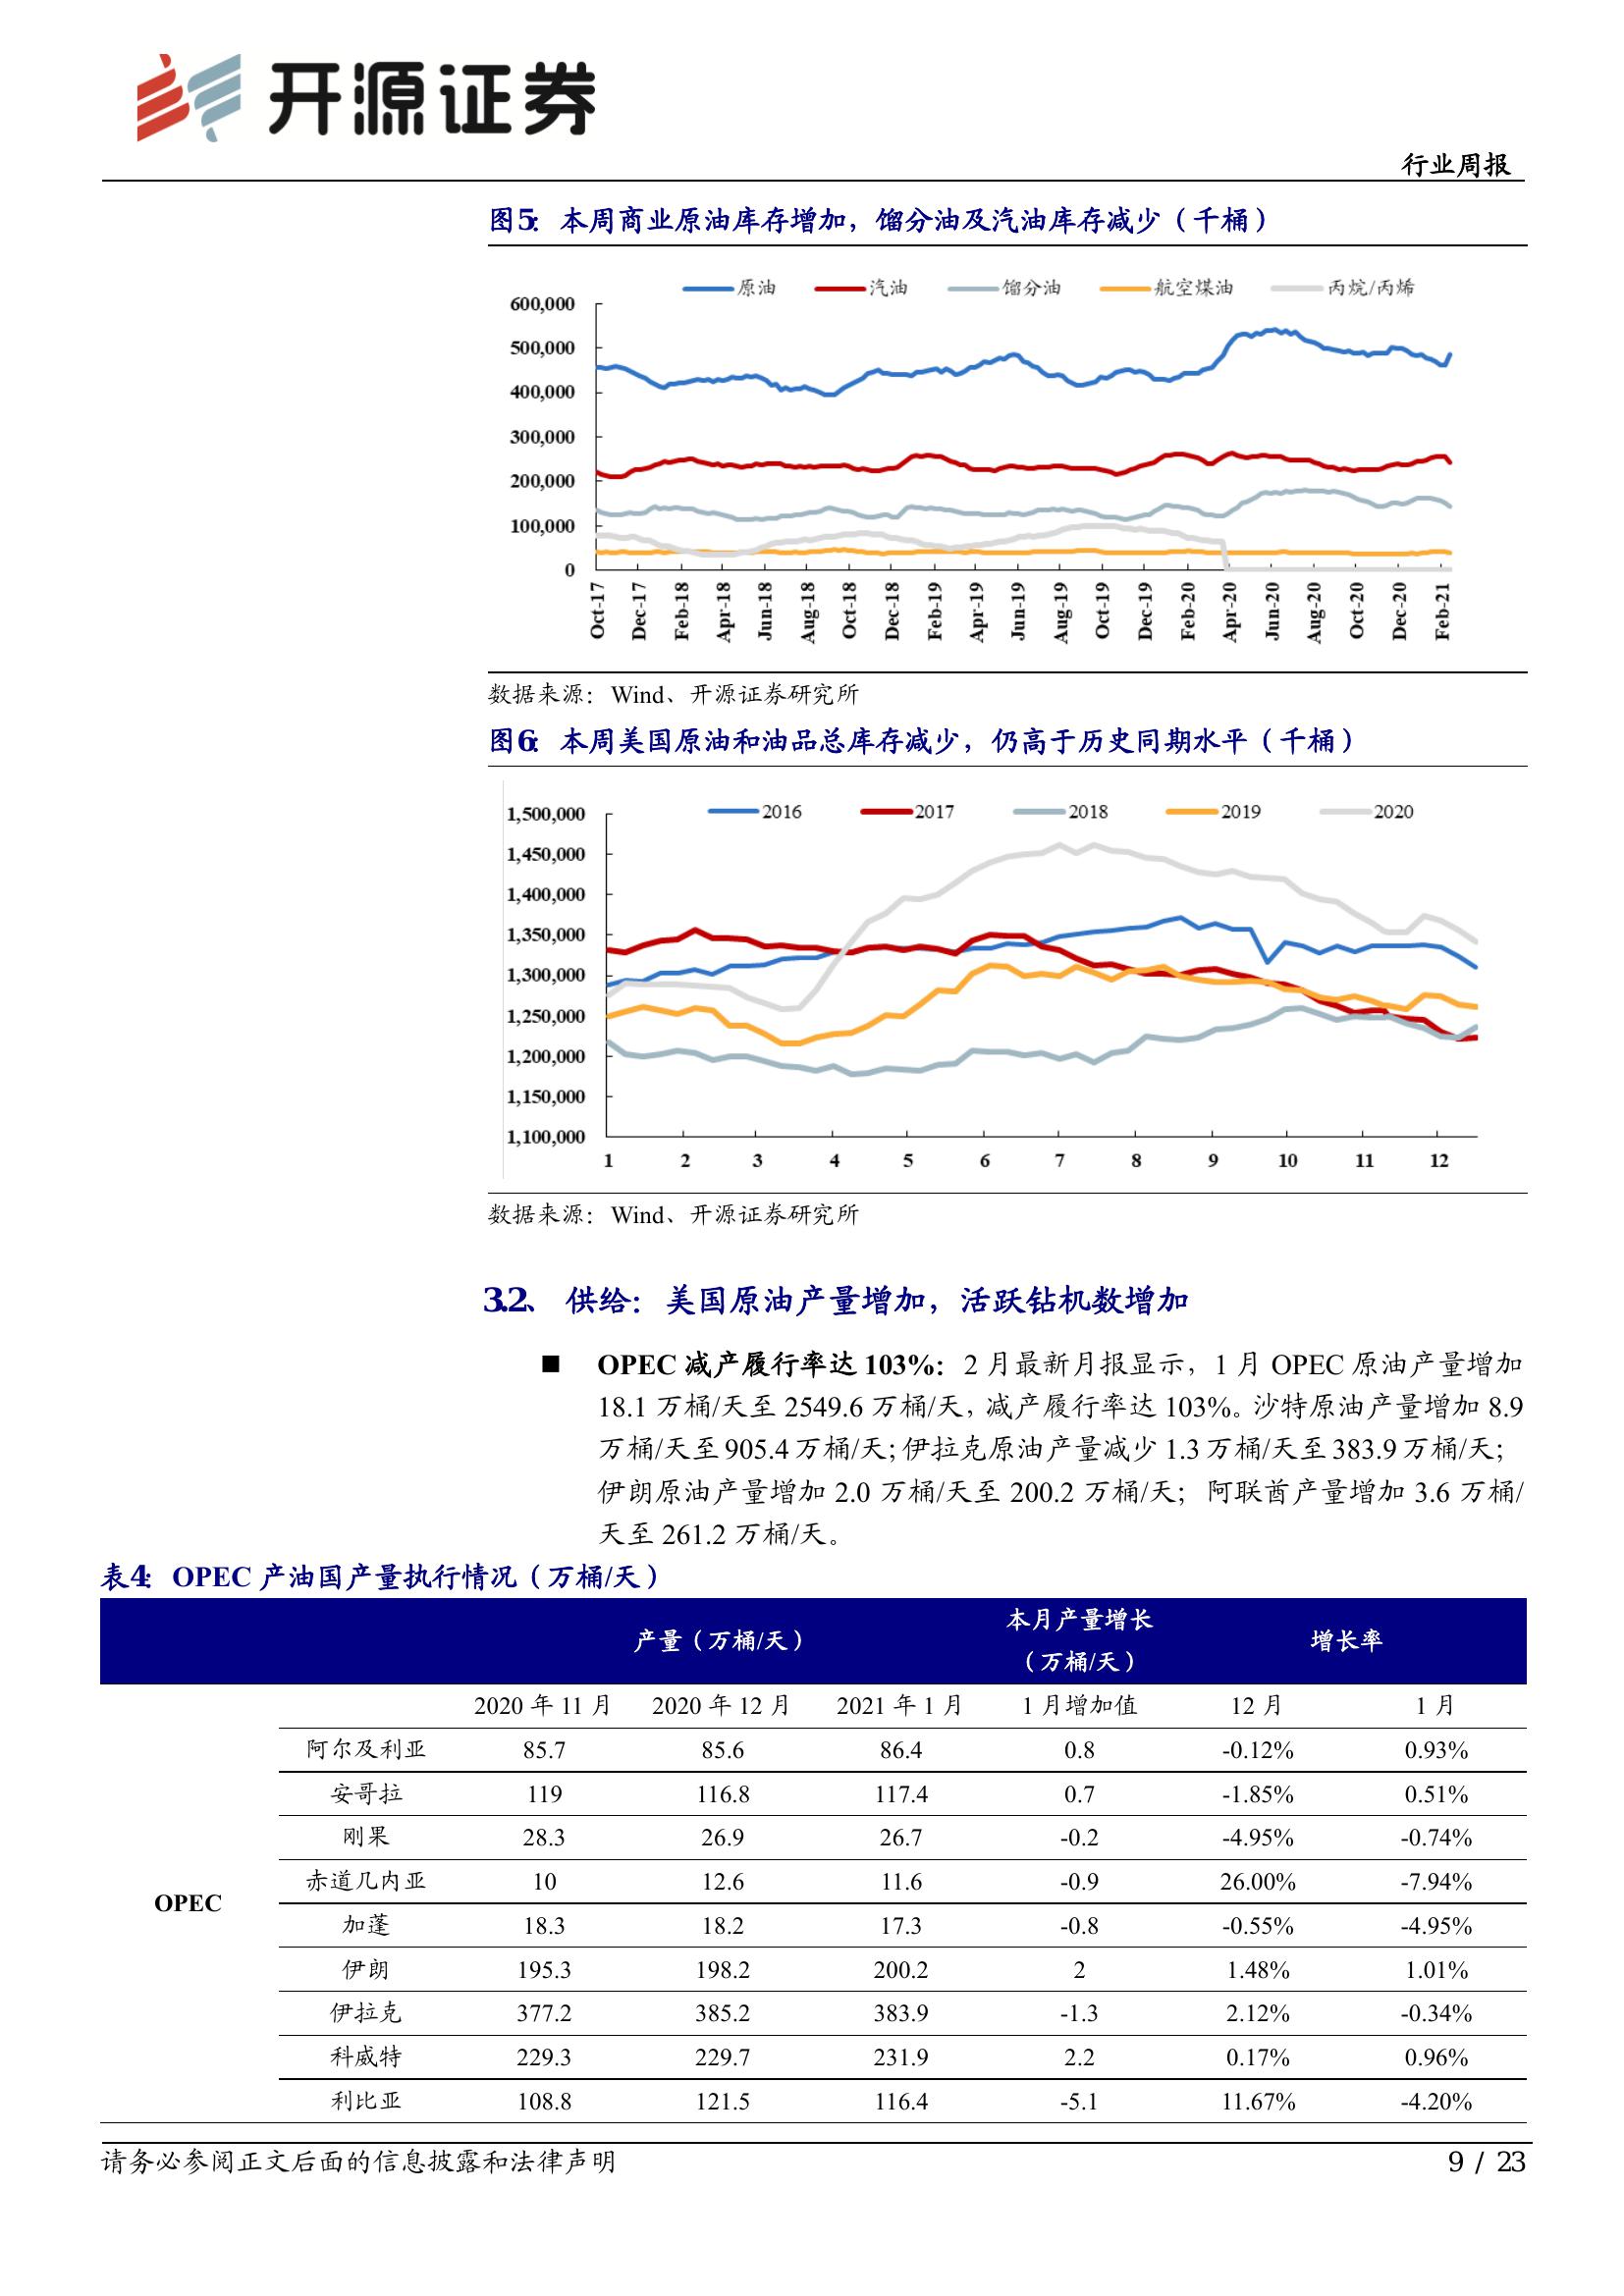 开源证券
行业周报
图5：本周商业原油库存增加，馏分油及汽油库存减少（千桶）
原油 汽油 馏分油 航空煤油 丙烷/丙烯
600,000
500,000
400,000
300,000
200,000
100,000
0
Oct-17 Dec-17 Feb-18 Apr-18 Jun-18 Aug-18 Oct-18 Dec-18 Feb-19 Apr-19 Jun-19 Aug-19 Oct-19 Dec-19 Feb-20 Apr-20 Jun-20 Aug-20 Oct-20 Dec-20 Feb-21
数据来源：Wind、开源证券研究所
图6：本周美国原油和油品总库存减少，仍高于历史同期水平（千桶）
2016 2017 2018 2019 2020
1,500,000
1,450,000
1,400,000
1,350,000
1,300,000
1,250,000
1,200,000
1,150,000
1,100,000
1 2 3 4 5 6 7 8 9 10 11 12
数据来源：Wind、开源证券研究所
3.2、 供给：美国原油产量增加，活跃钻机数增加
■ OPEC 减产履行率达 103%：2 月最新月报显示，1 月 OPEC 原油产量增加
18.1 万桶/天至 2549.6 万桶/天，减产履行率达 103%。沙特原油产量增加 8.9
万桶/天至 905.4 万桶/天；伊拉克原油产量减少 1.3 万桶/天至 383.9 万桶/天；
伊朗原油产量增加 2.0 万桶/天至 200.2 万桶/天；阿联酋产量增加 3.6 万桶/
天至 261.2 万桶/天。
表4：OPEC 产油国产量执行情况（万桶/天）
产量（万桶/天） 本月产量增长 增长率
（万桶/天）
2020 年 11 月 2020 年 12 月 2021 年 1 月 1 月增加值 12 月 1 月
阿尔及利亚 85.7 85.6 86.4 0.8 -0.12% 0.93%
安哥拉 119 116.8 117.4 0.7 -1.85% 0.51%
刚果 28.3 26.9 26.7 -0.2 -4.95% -0.74%
赤道几内亚 10 12.6 11.6 -0.9 26.00% -7.94%
OPEC
加蓬 18.3 18.2 17.3 -0.8 -0.55% -4.95%
伊朗 195.3 198.2 200.2 2 1.48% 1.01%
伊拉克 377.2 385.2 383.9 -1.3 2.12% -0.34%
科威特 229.3 229.7 231.9 2.2 0.17% 0.96%
利比亚 108.8 121.5 116.4 -5.1 11.67% -4.20%
请务必参阅正文后面的信息披露和法律声明
9 / 23